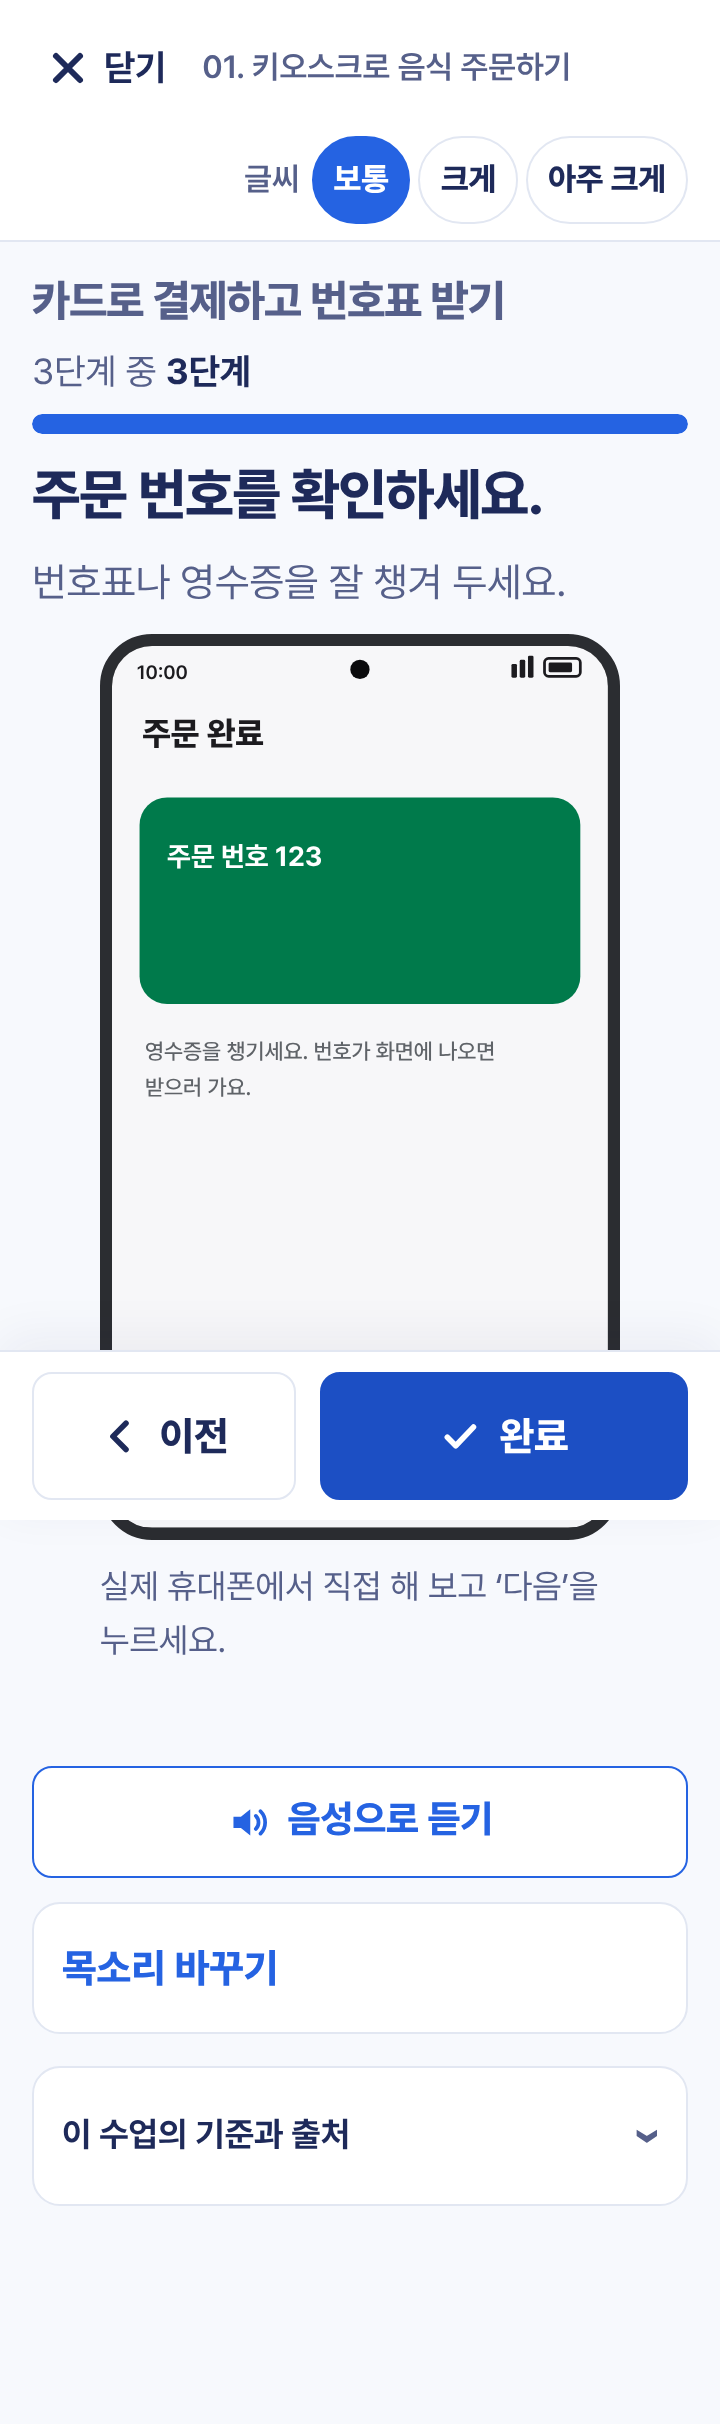 닫기
01. 키오스크로 음식 주문하기
글씨
보통
크게
아주 크게
카드로 결제하고 번호표 받기
3단계 중 3단계
주문 번호를 확인하세요.
번호표나 영수증을 잘 챙겨 두세요.
10:00
주문 완료
주문 번호 123
영수증을 챙기세요. 번호가 화면에 나오면
받으러 가요.
이전
완료
실제 휴대폰에서 직접 해 보고 ‘다음’을
누르세요.
음성으로 듣기
목소리 바꾸기
이 수업의 기준과 출처